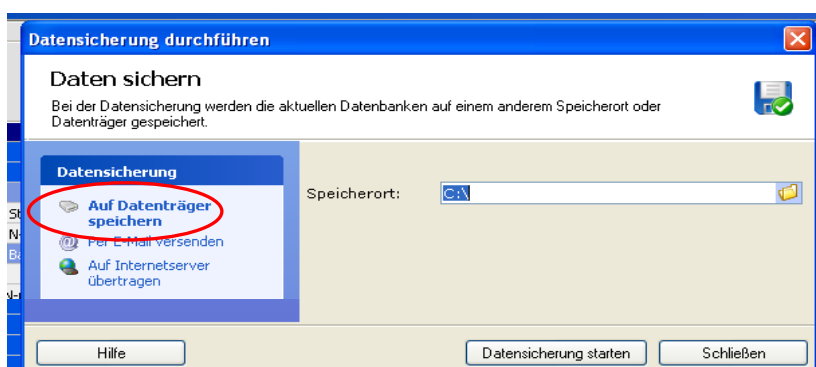 Datensicherung durchführen
Daten sichern
Bei der Datensicherung werden die aktuellen Datenbanken auf einem anderem Speicherort oder
Datenträger gespeichert.
Datensicherung
Auf Datenträger
speichern
Per E-Mail versenden
Auf Internetserver
übertragen
Speicherort:
C:\
Hilfe
Datensicherung starten
Schließen